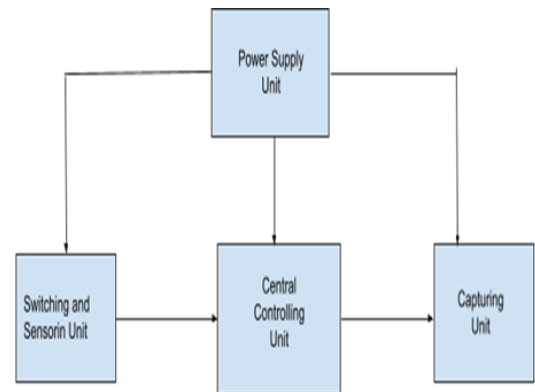 Power Supply
Unit
Switching and
Sensorin Unit
Central
Controlling
Unit
Capturing
Unit